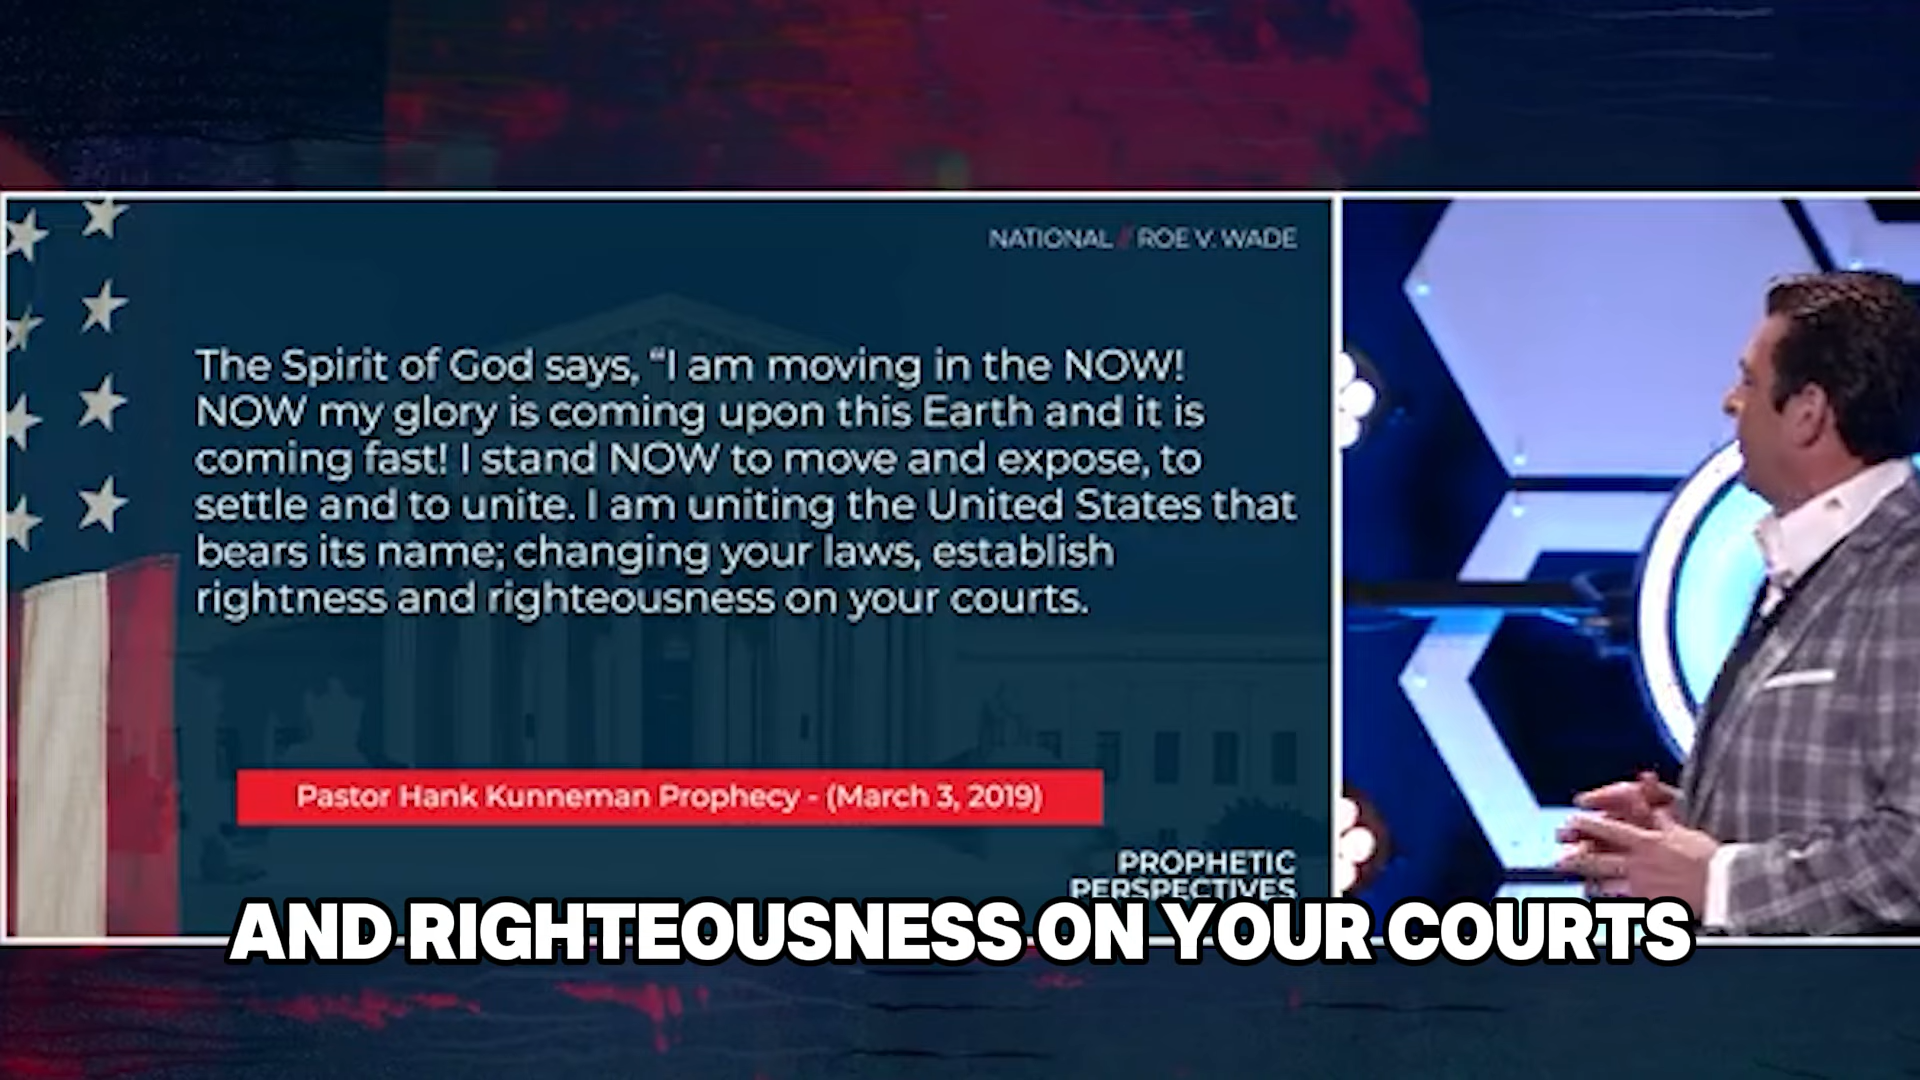 NATIONAL // ROE V. WADE
The Spirit of God says, “I am moving in the NOW!
NOW my glory is coming upon this Earth and it is
coming fast! I stand NOW to move and expose, to
settle and to unite. I am uniting the United States that
bears its name; changing your laws, establish
rightness and righteousness on your courts.
Pastor Hank Kunneman Prophecy - (March 3, 2019)
PROPHETIC
PERSPECTIVES
AND RIGHTEOUSNESS ON YOUR COURTS